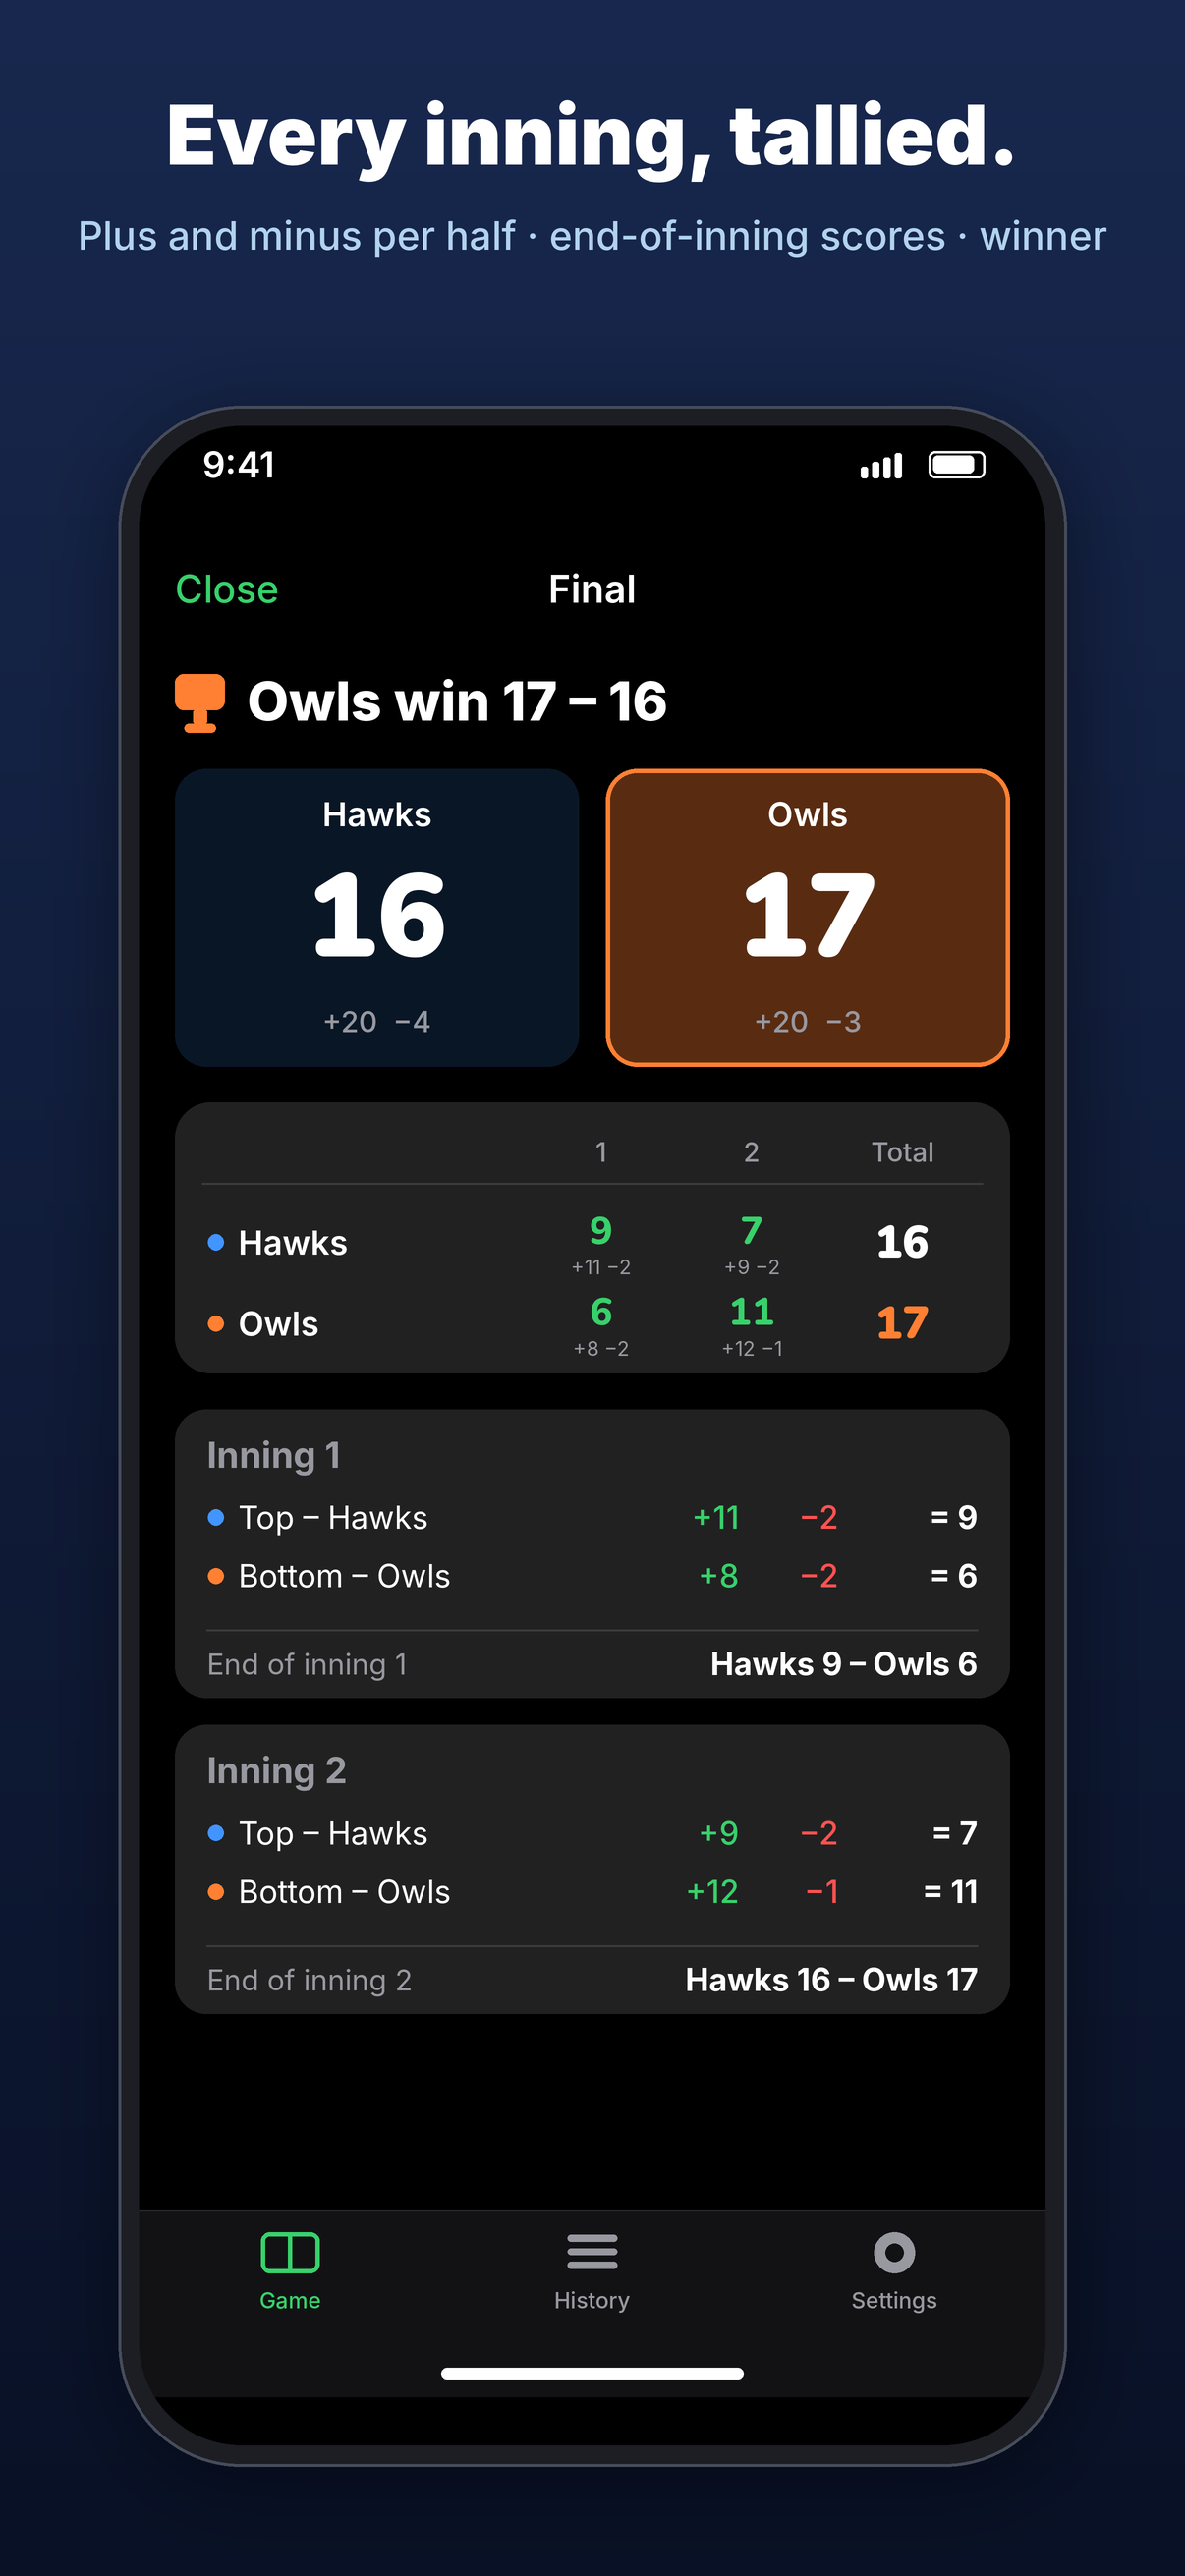 Every inning, tallied.
Plus and minus per half · end-of-inning scores · winner
9:41
Close Final
Owls win 17 – 16
Hawks Owls
16 17
+20 −4 +20 −3
1 2 Total
Hawks 9 7 16
+11 −2 +9 −2
Owls 6 11 17
+8 −2 +12 −1
Inning 1
Top – Hawks +11 −2 = 9
Bottom – Owls +8 −2 = 6
End of inning 1 Hawks 9 – Owls 6
Inning 2
Top – Hawks +9 −2 = 7
Bottom – Owls +12 −1 = 11
End of inning 2 Hawks 16 – Owls 17
Game History Settings